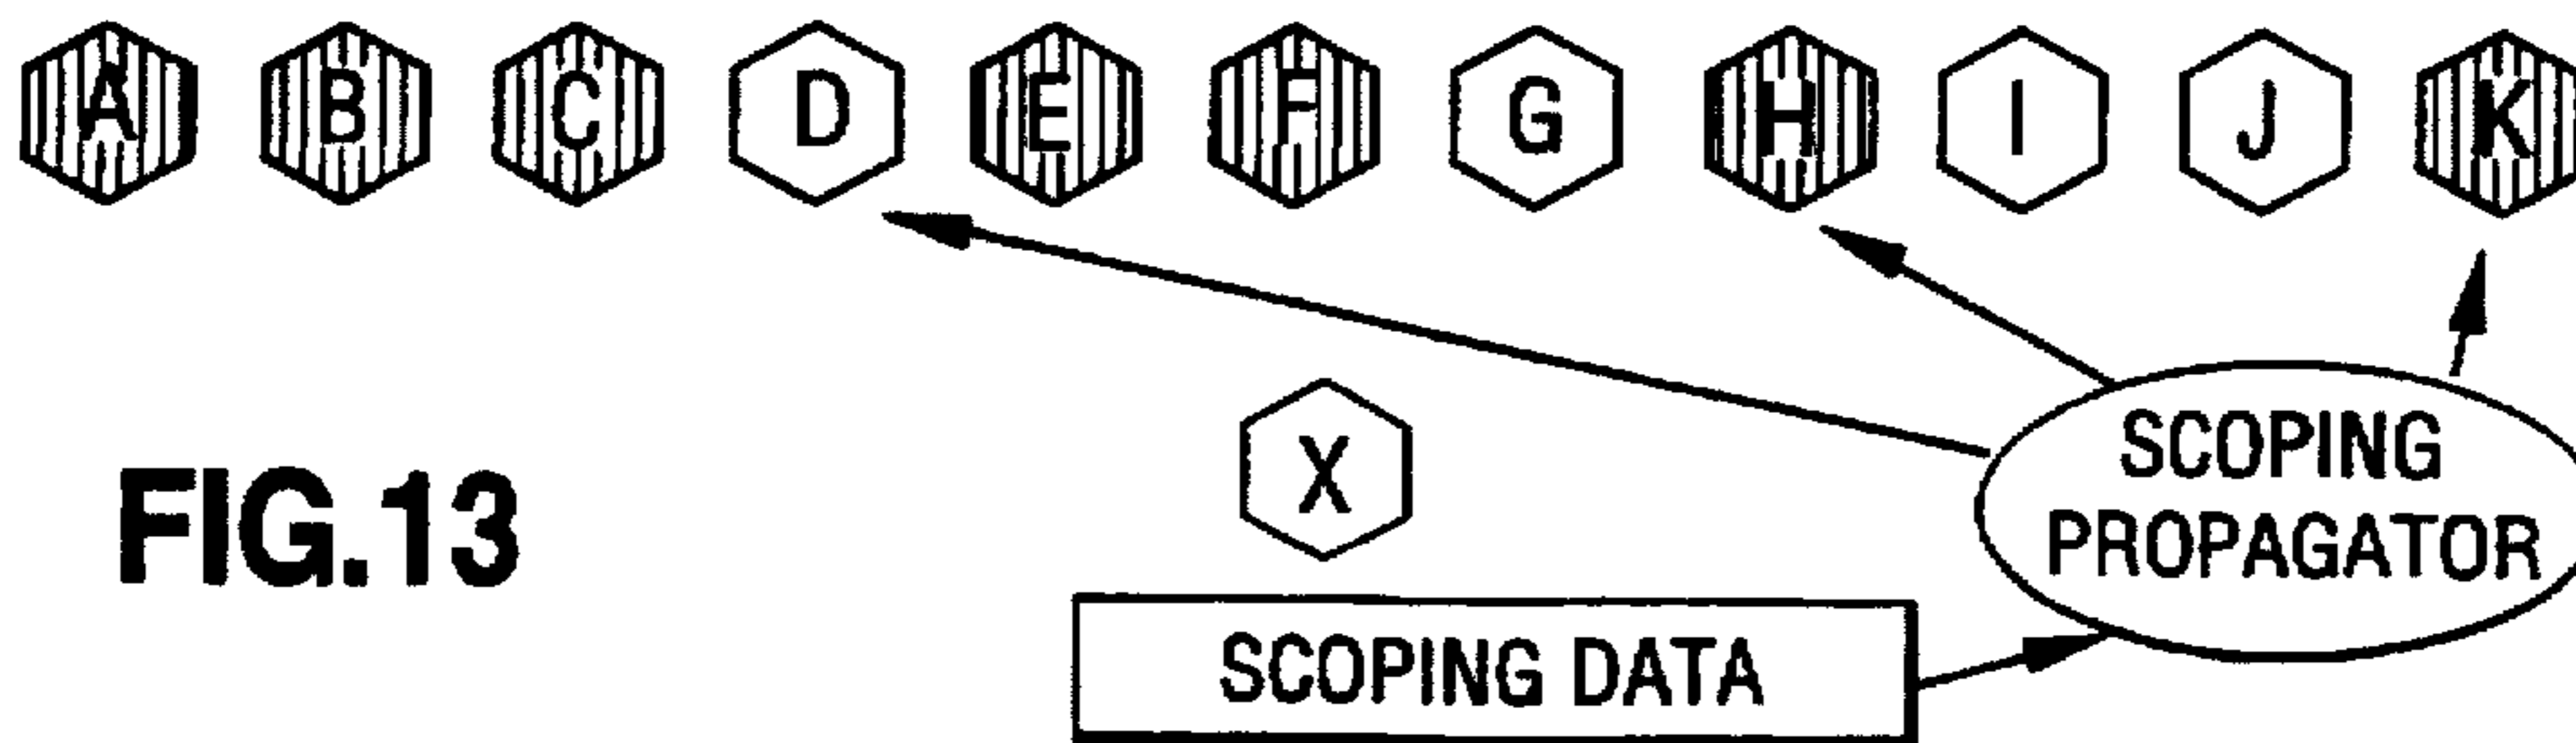 A B C D E F G H I J K
X
SCOPING
PROPAGATOR
FIG.13
SCOPING DATA